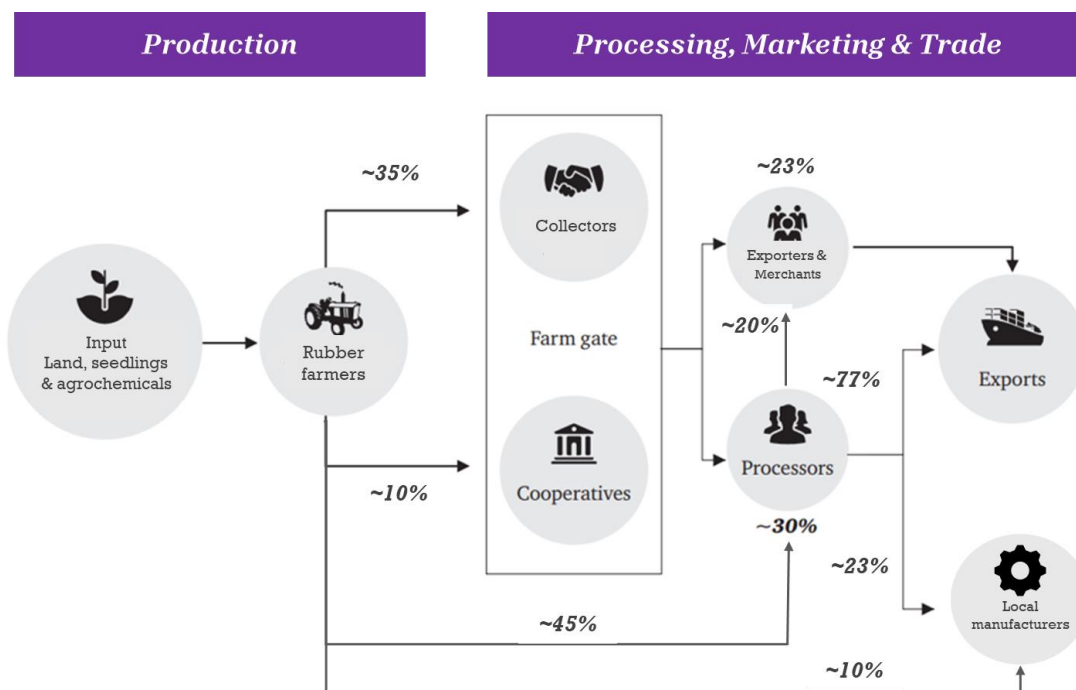 Production
Processing, Marketing & Trade
~35%
Collectors
~23%
Exporters &
Merchants
Input
Land, seedlings
& agrochemicals
Rubber
farmers
Farm gate
~20%
~77%
Exports
~10%
Cooperatives
Processors
~30%
~23%
~45%
Local
manufacturers
~10%